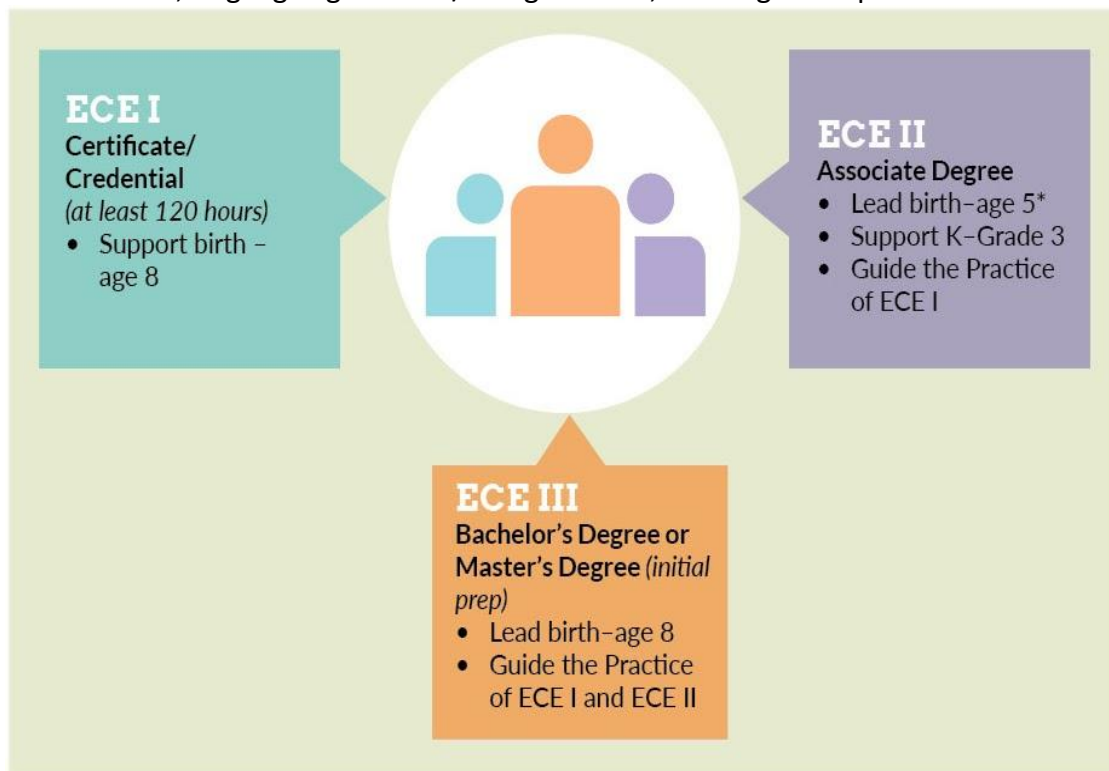 ECE I
Certificate/
Credential
(at least 120 hours)
• Support birth –
age 8
ECE II
Associate Degree
• Lead birth–age 5*
• Support K–Grade 3
• Guide the Practice
of ECE I
ECE III
Bachelor’s Degree or
Master’s Degree (initial
prep)
• Lead birth–age 8
• Guide the Practice
of ECE I and ECE II